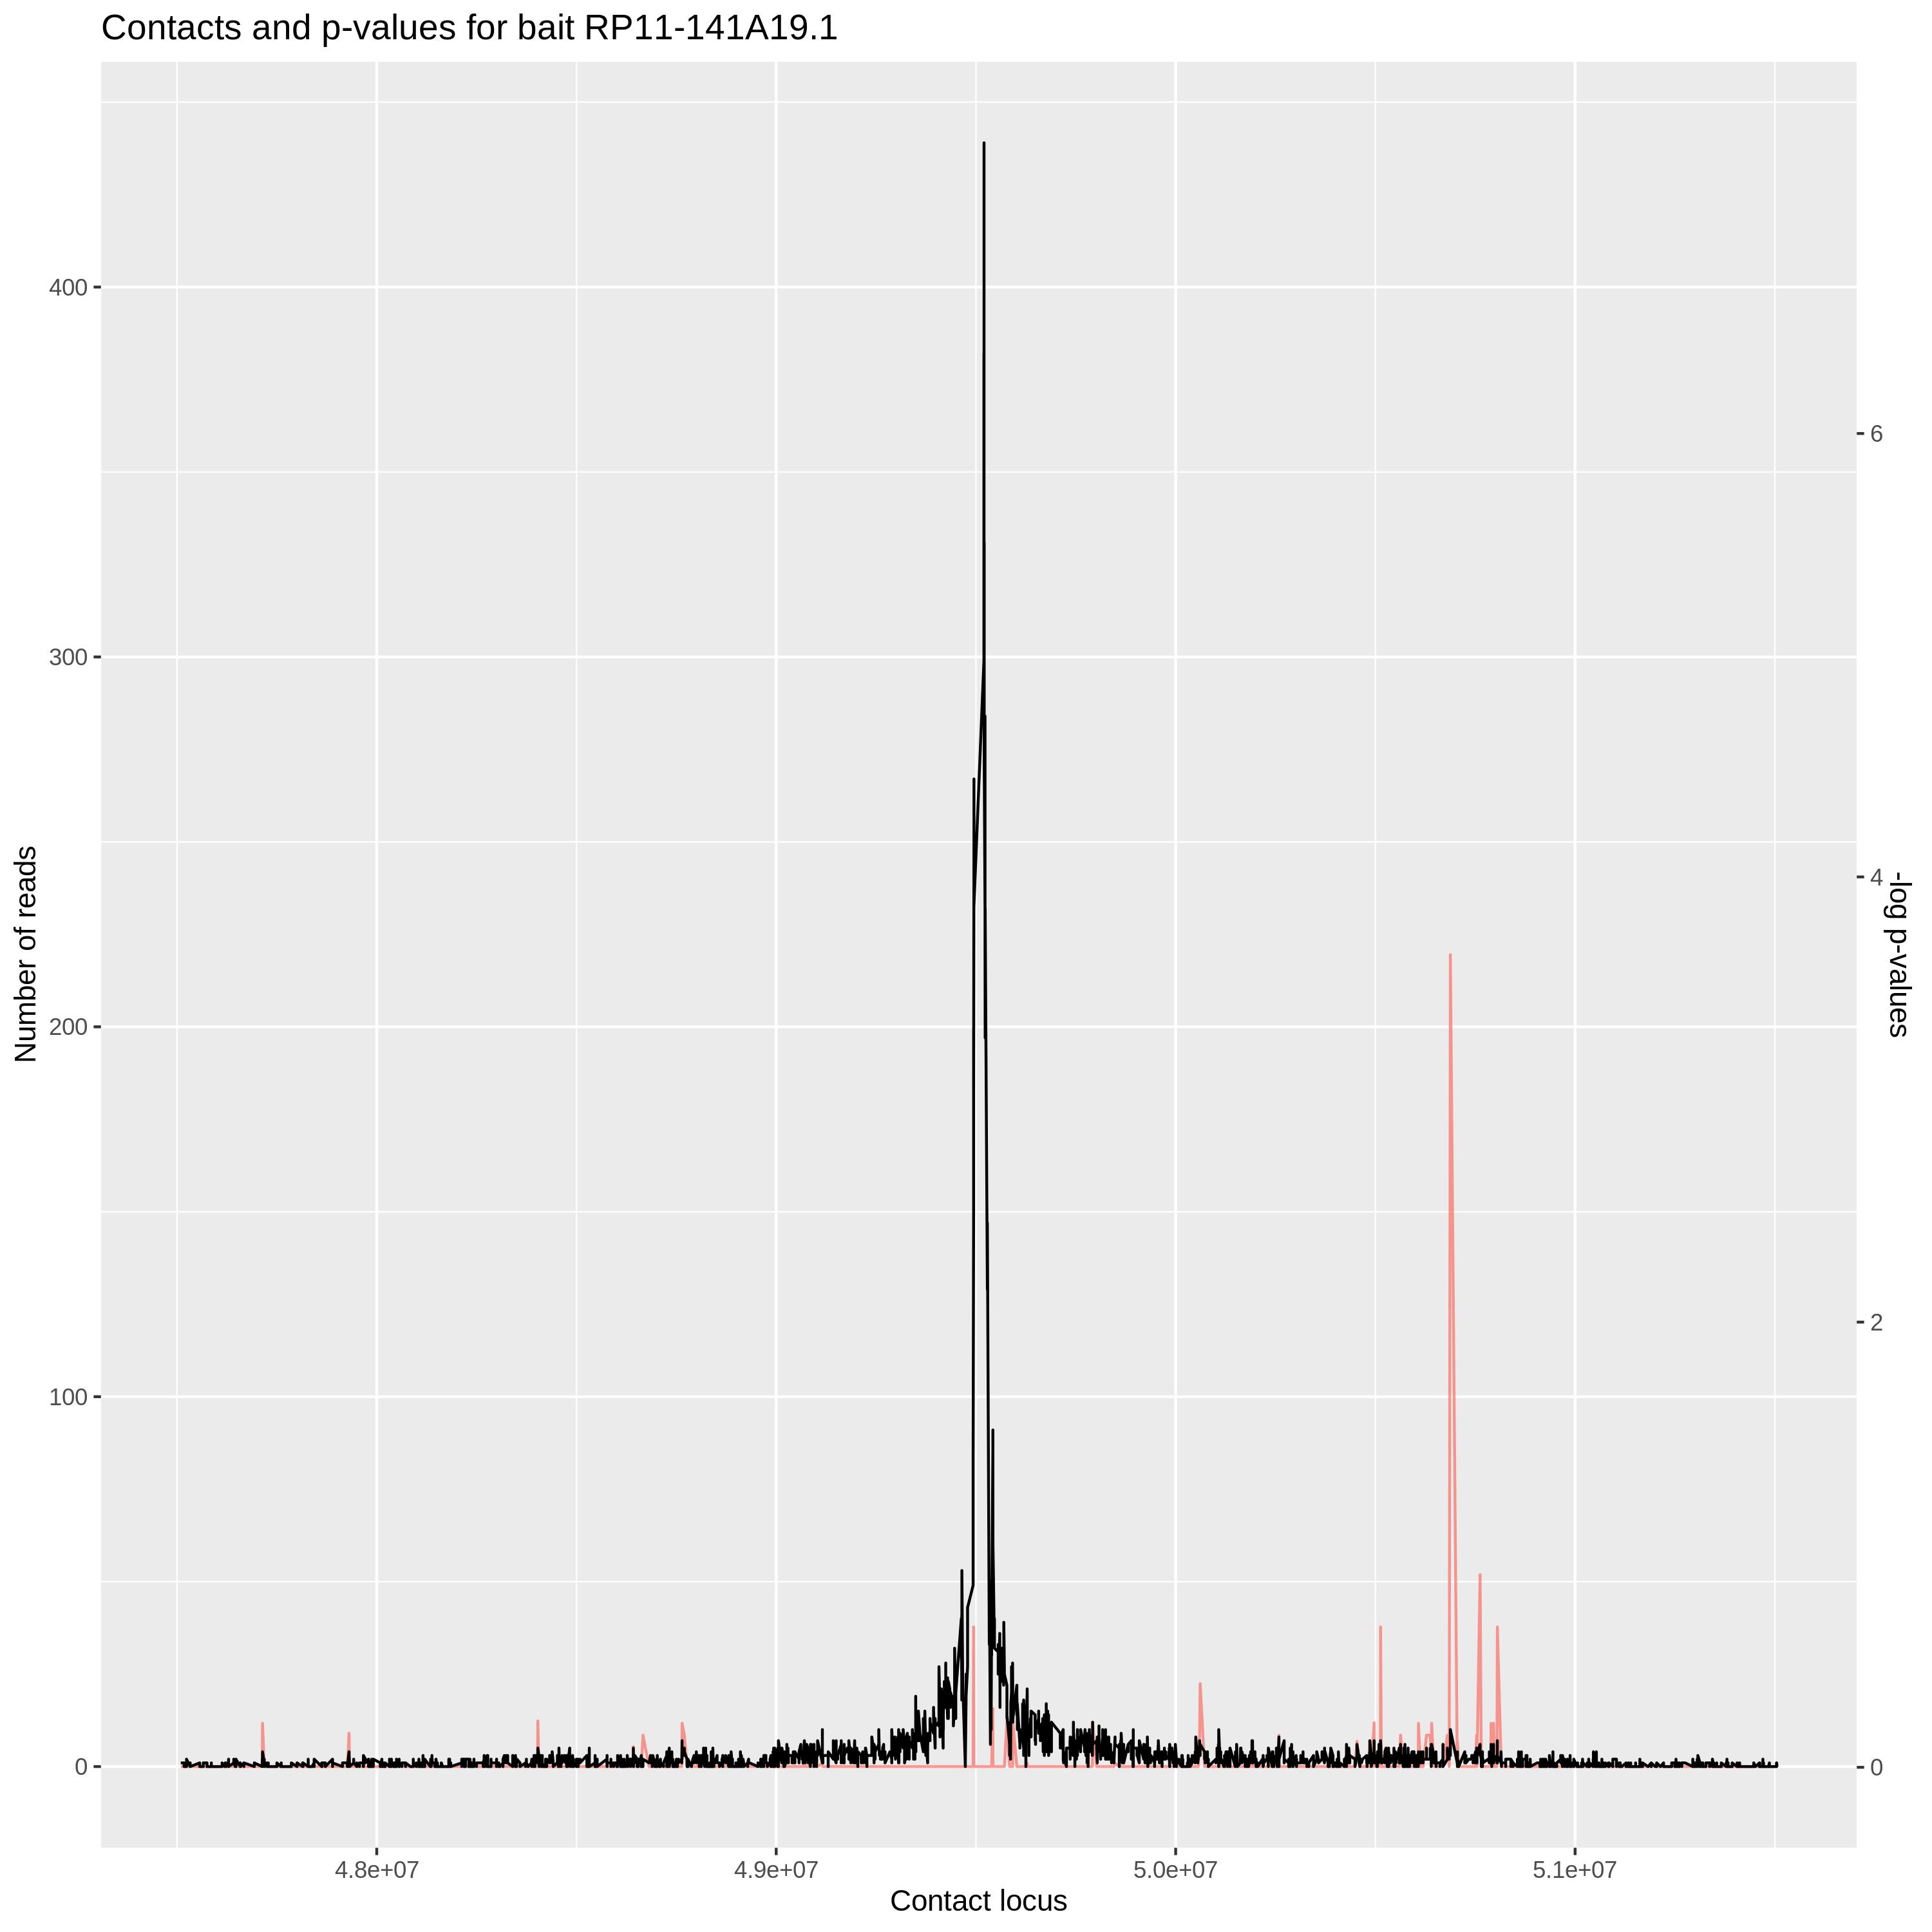 Contacts and p-values for bait RP11-141A19.1
400
300
200
100
0
Number of reads
6
4
2
0
-log p-values
4.8e+07
4.9e+07
5.0e+07
5.1e+07
Contact locus